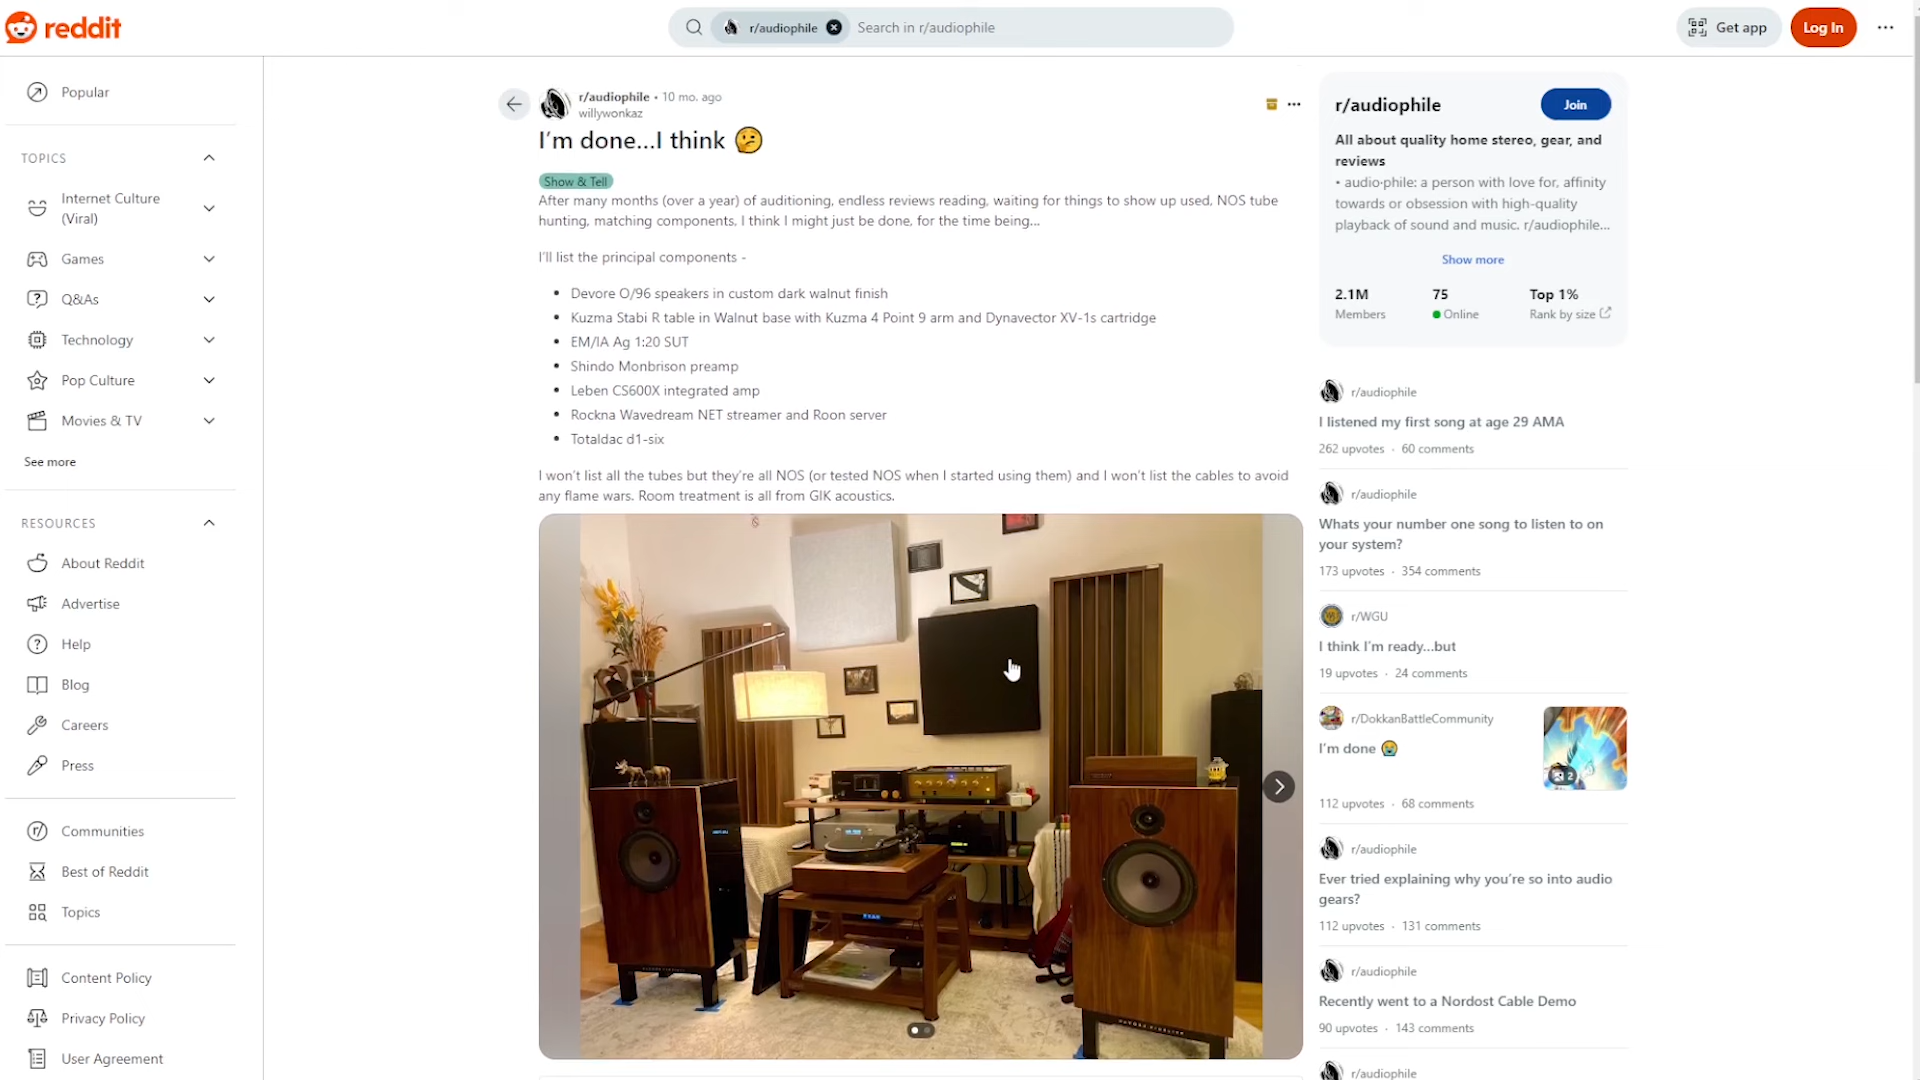 reddit
r/audiophile
Search in r/audiophile
Get app
Log In
Popular
TOPICS
Internet Culture
(Viral)
Games
Q&As
Technology
Pop Culture
Movies & TV
See more
RESOURCES
About Reddit
Advertise
Help
Blog
Careers
Press
Communities
Best of Reddit
Topics
Content Policy
Privacy Policy
User Agreement
r/audiophile • 10 mo. ago
willywonkaz
I'm done...I think 🤔
Show & Tell
After many months (over a year) of auditioning, endless reviews reading, waiting for things to show up used, NOS tube
hunting, matching components, I think I might just be done, for the time being...
I'll list the principal components -
• Devore O/96 speakers in custom dark walnut finish
• Kuzma Stabi R table in Walnut base with Kuzma 4 Point 9 arm and Dynavector XV-1s cartridge
• EM/IA Ag 1:20 SUT
• Shindo Monbrison preamp
• Leben CS600X integrated amp
• Rockna Wavedream NET streamer and Roon server
• Totaldac d1-six
I won't list all the tubes but they're all NOS (or tested NOS when I started using them) and I won't list the cables to avoid
any flame wars. Room treatment is all from GIK acoustics.
r/audiophile
Join
All about quality home stereo, gear, and
reviews
• audio·phile: a person with love for, affinity
towards or obsession with high-quality
playback of sound and music. r/audiophile...
Show more
2.1M 75 Top 1%
Members Online Rank by size
r/audiophile
I listened my first song at age 29 AMA
262 upvotes · 60 comments
r/audiophile
Whats your number one song to listen to on
your system?
173 upvotes · 354 comments
r/WGU
I think I'm ready...but
19 upvotes · 24 comments
r/DokkanBattleCommunity
I'm done 😭
2
112 upvotes · 68 comments
r/audiophile
Ever tried explaining why you're so into audio
gears?
112 upvotes · 131 comments
r/audiophile
Recently went to a Nordost Cable Demo
90 upvotes · 143 comments
r/audiophile